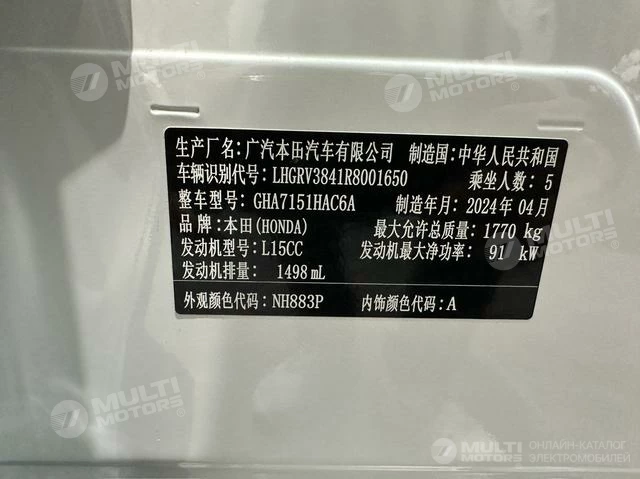 生产厂名：广汽本田汽车有限公司 制造国：中华人民共和国
车辆识别代号：LHGRV3841R8001650 乘坐人数：5
整车型号：GHA7151HAC6A 制造年月：2024年04月
品牌：本田(HONDA) 最大允许总质量：1770 kg
发动机型号：L15CC 发动机最大净功率：91 kW
发动机排量：1498 mL
外观颜色代码：NH883P 内饰颜色代码：A
MULTI MOTORS
MULTI MOTORS
MULTI MOTORS
MULTI MOTORS
MULTI MOTORS
MULTI MOTORS ОНЛАЙН-КАТАЛОГ ЭЛЕКТРОМОБИЛЕЙ